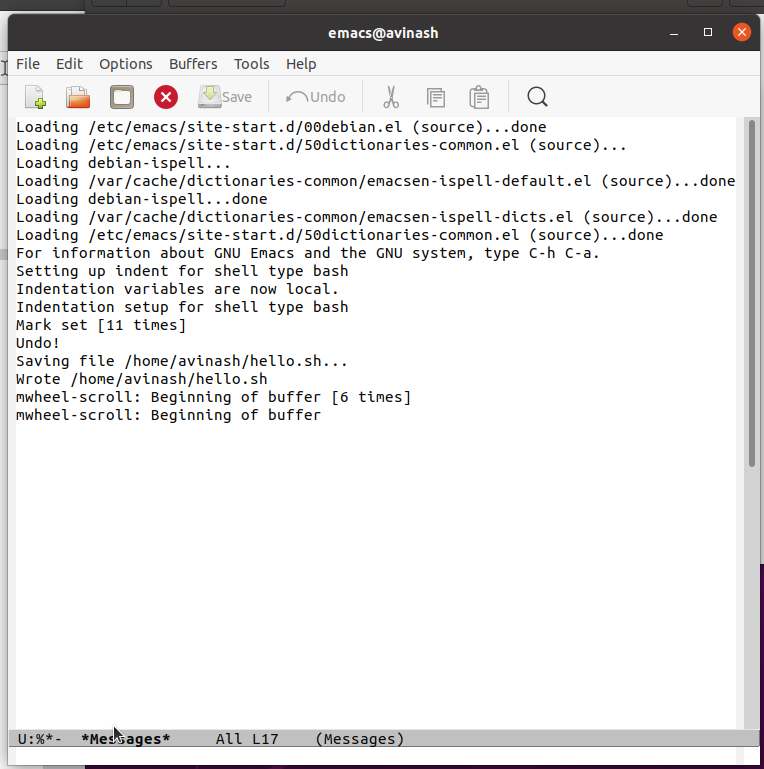 emacs@avinash
File Edit Options Buffers Tools Help
Save Undo
Loading /etc/emacs/site-start.d/00debian.el (source)...done
Loading /etc/emacs/site-start.d/50dictionaries-common.el (source)...
Loading debian-ispell...
Loading /var/cache/dictionaries-common/emacsen-ispell-default.el (source)...done
Loading debian-ispell...done
Loading /var/cache/dictionaries-common/emacsen-ispell-dicts.el (source)...done
Loading /etc/emacs/site-start.d/50dictionaries-common.el (source)...done
For information about GNU Emacs and the GNU system, type C-h C-a.
Setting up indent for shell type bash
Indentation variables are now local.
Indentation setup for shell type bash
Mark set [11 times]
Undo!
Saving file /home/avinash/hello.sh...
Wrote /home/avinash/hello.sh
mwheel-scroll: Beginning of buffer [6 times]
mwheel-scroll: Beginning of buffer
U:%*-  *Messages*     All L17    (Messages)